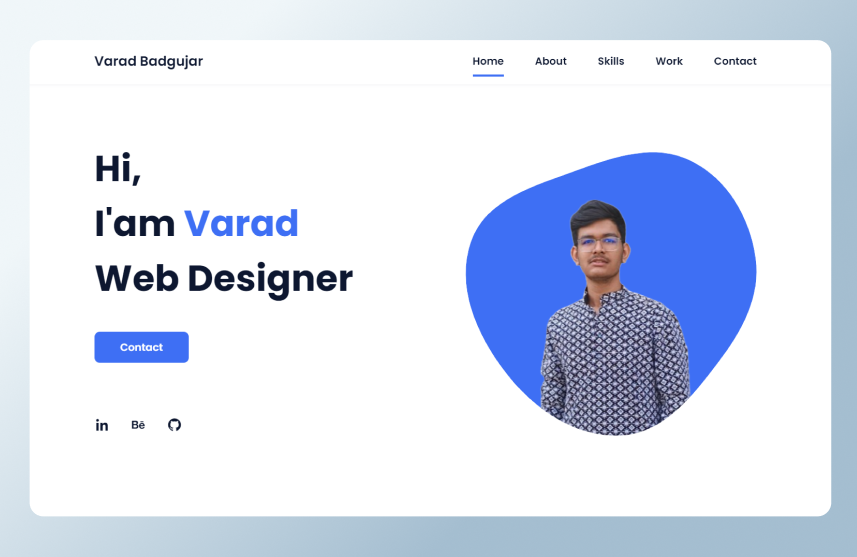 Varad Badgujar
Home About Skills Work Contact
Hi,
I'am Varad
Web Designer
Contact
in Bē